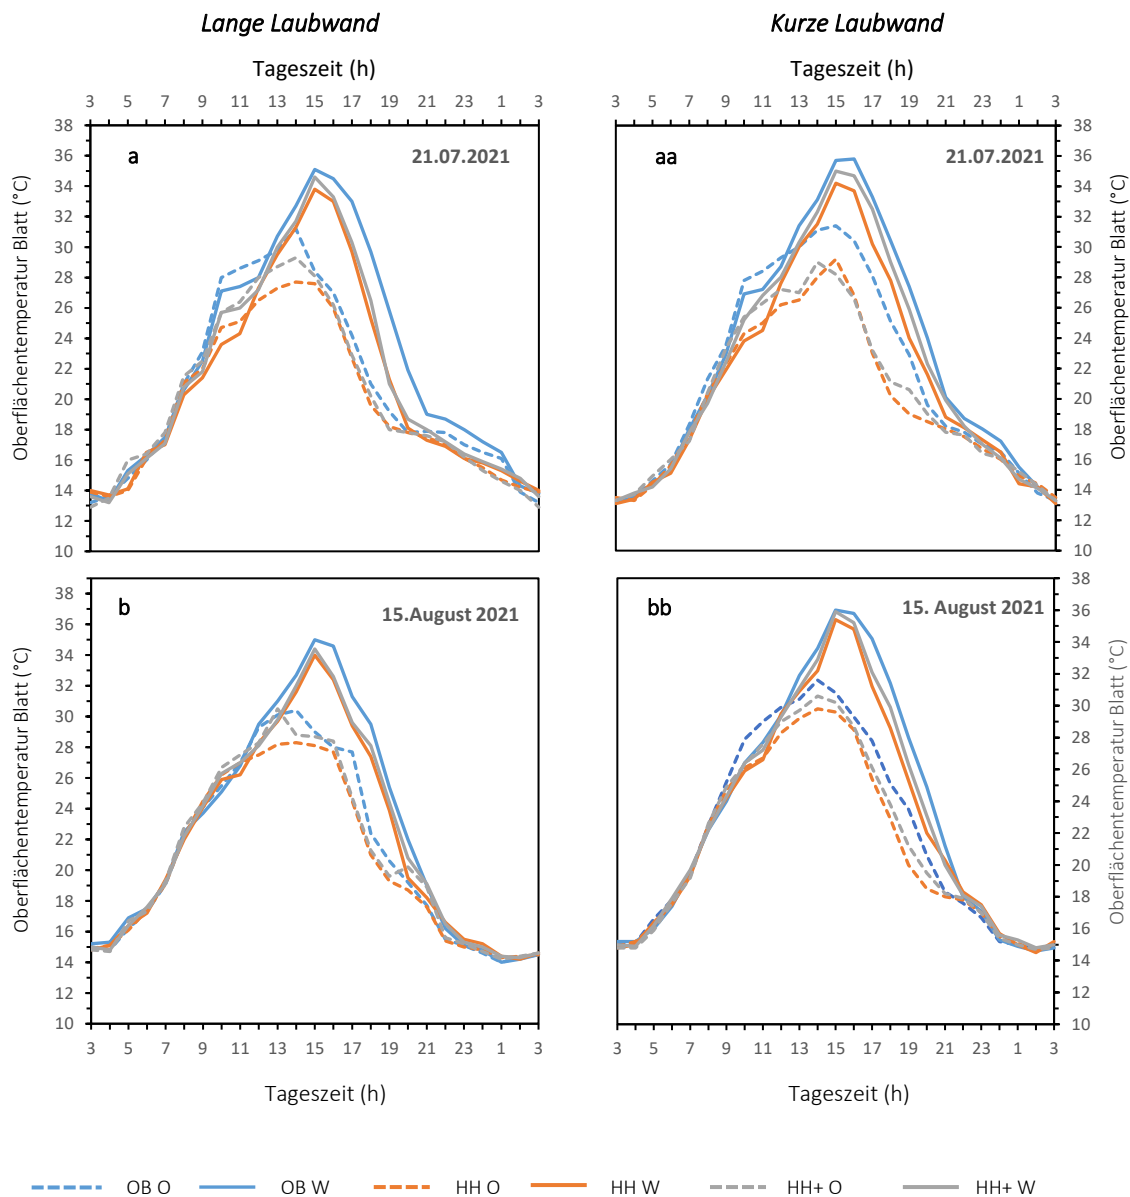 Lange Laubwand
Kurze Laubwand
Tageszeit (h)
Tageszeit (h)
3 5 7 9 11 13 15 17 19 21 23 1 3
3 5 7 9 11 13 15 17 19 21 23 1 3
Oberflächentemperatur Blatt (°C)
38
36
34
32
30
28
26
24
22
20
18
16
14
12
10
a
21.07.2021
aa
21.07.2021
38
36
34
32
30
28
26
24
22
20
18
16
14
12
10
Oberflächentemperatur Blatt (°C)
Oberflächentemperatur Blatt (°C)
38
36
34
32
30
28
26
24
22
20
18
16
14
12
10
b
15.August 2021
bb
15. August 2021
38
36
34
32
30
28
26
24
22
20
18
16
14
12
10
Oberflächentemperatur Blatt (°C)
3 5 7 9 11 13 15 17 19 21 23 1 3
3 5 7 9 11 13 15 17 19 21 23 1 3
Tageszeit (h)
Tageszeit (h)
OB O OB W HH O HH W HH+ O HH+ W